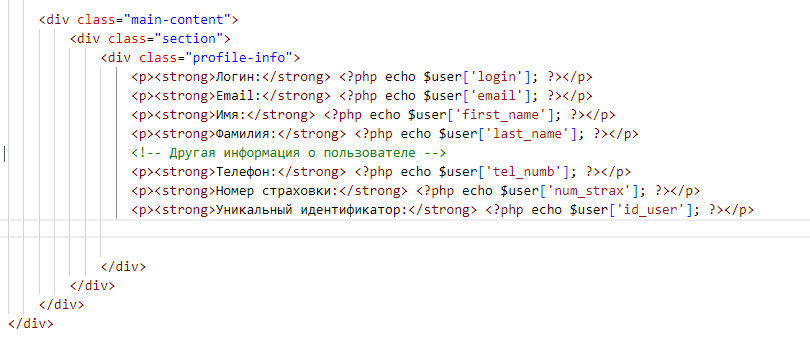 <div class="main-content">
<div class="section">
<div class="profile-info">
<p><strong>Логин:</strong> <?php echo $user['login']; ?></p>
<p><strong>Email:</strong> <?php echo $user['email']; ?></p>
<p><strong>Имя:</strong> <?php echo $user['first_name']; ?></p>
<p><strong>Фамилия:</strong> <?php echo $user['last_name']; ?></p>
<!-- Другая информация о пользователе -->
<p><strong>Телефон:</strong> <?php echo $user['tel_numb']; ?></p>
<p><strong>Номер страховки:</strong> <?php echo $user['num_strax']; ?></p>
<p><strong>Уникальный идентификатор:</strong> <?php echo $user['id_user']; ?></p>
</div>
</div>
</div>
</div>